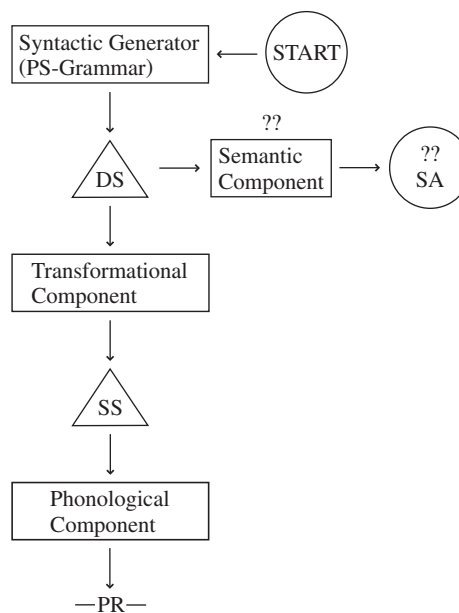 Syntactic Generator
(PS-Grammar)
START
??
DS
Semantic
Component
??
SA
Transformational
Component
SS
Phonological
Component
PR